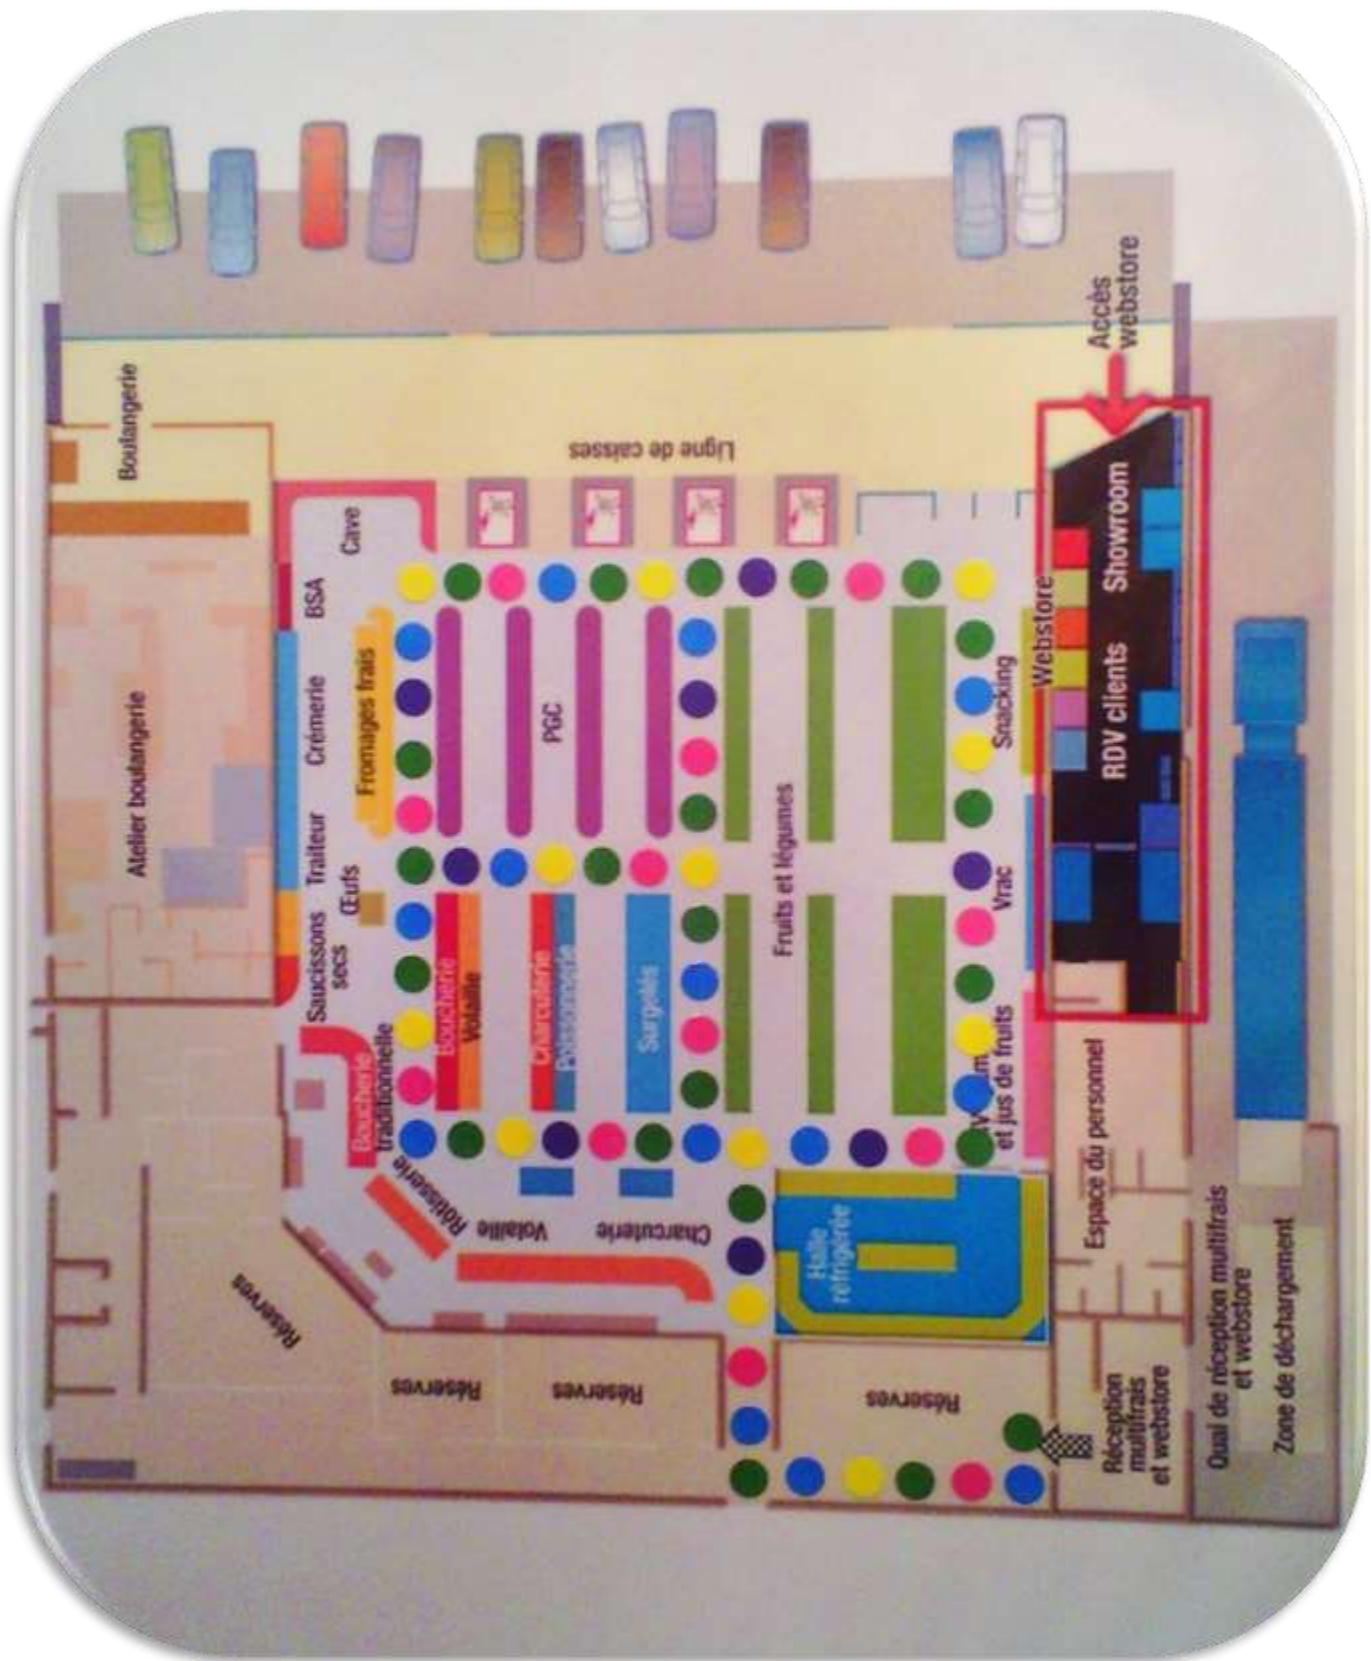 Boulangerie
Atelier boulangerie
Accès
webstore
Ligne de caisses
Cave
BSA
Crémerie
Traiteur
Saucissons
secs
Œufs
Fromages frais
PGC
Fruits et légumes
Snacking
Vrac
et jus de fruits
Webstore
RDV clients
Showroom
Boucherie
Volaille
Charcuterie
Poissonnerie
Surgelés
Boucherie
traditionnelle
Rôtisserie
Volaille
Charcuterie
Halle
réfrigérée
Réserves
Réserves
Réserves
Réserves
Espace du personnel
Réception
multifrais
et webstore
Quai de réception multifrais
et webstore
Zone de déchargement